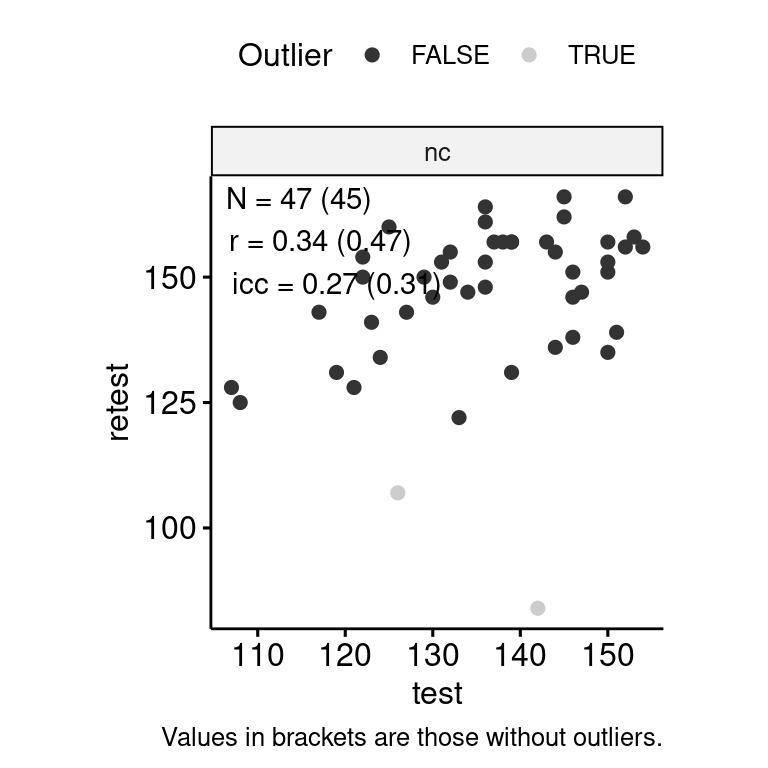 Outlier FALSE TRUE
nc
N = 47 (45)
r = 0.34 (0.47)
icc = 0.27 (0.31)
150
125
100
retest
110 120 130 140 150
test
Values in brackets are those without outliers.